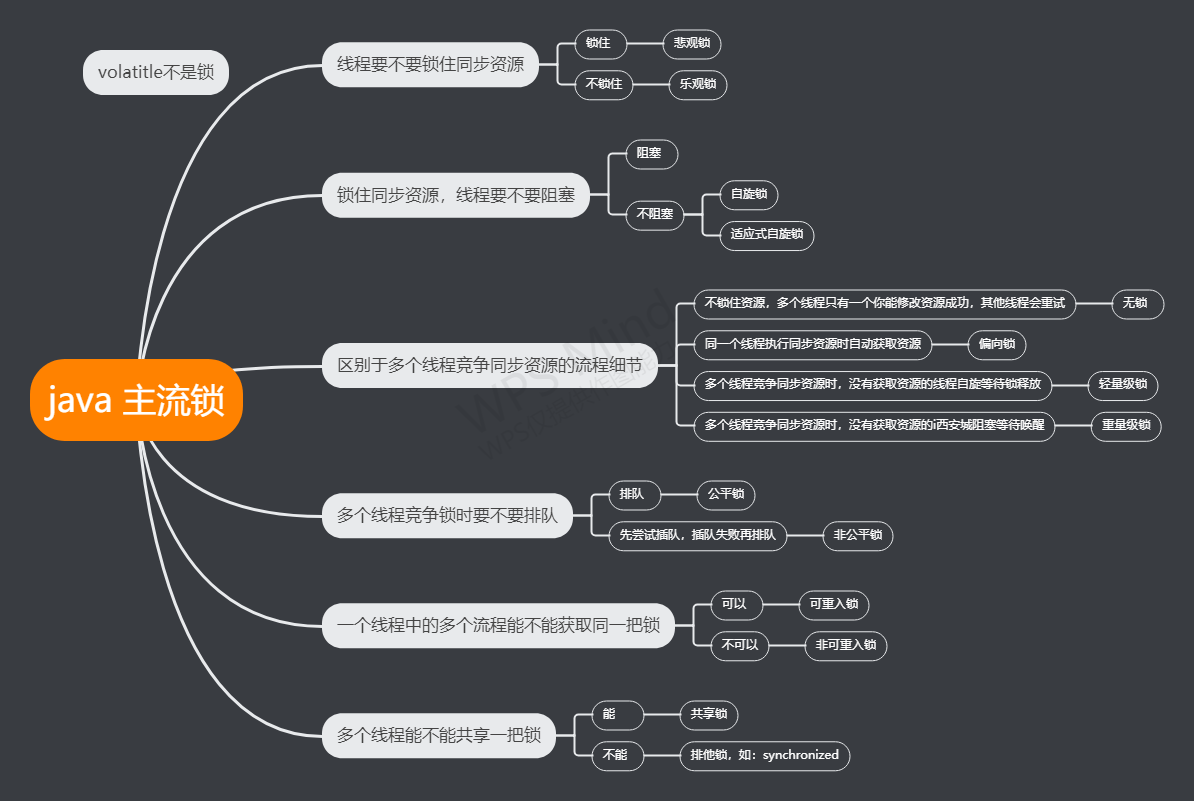 volatitle不是锁
java 主流锁
线程要不要锁住同步资源
锁住
悲观锁
不锁住
乐观锁
锁住同步资源，线程要不要阻塞
阻塞
不阻塞
自旋锁
适应式自旋锁
区别于多个线程竞争同步资源的流程细节
不锁住资源，多个线程只有一个你能修改资源成功，其他线程会重试
无锁
同一个线程执行同步资源时自动获取资源
偏向锁
多个线程竞争同步资源时，没有获取资源的线程自旋等待锁释放
轻量级锁
多个线程竞争同步资源时，没有获取资源的i西安城阻塞等待唤醒
重量级锁
多个线程竞争锁时要不要排队
排队
公平锁
先尝试插队，插队失败再排队
非公平锁
一个线程中的多个流程能不能获取同一把锁
可以
可重入锁
不可以
非可重入锁
多个线程能不能共享一把锁
能
共享锁
不能
排他锁，如：synchronized
WPS Mind